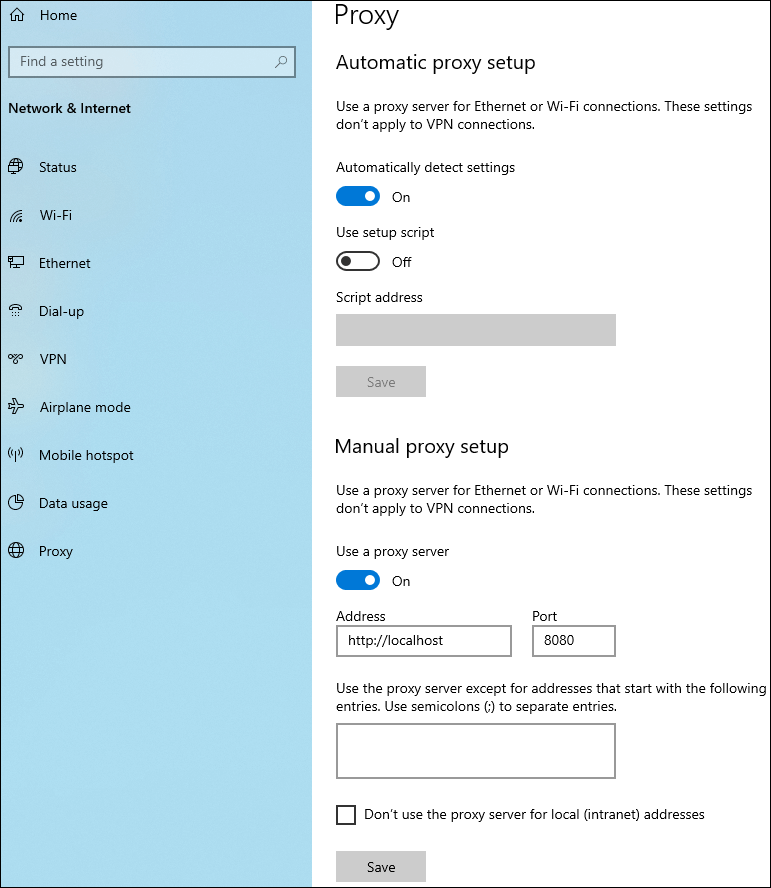 Home
Find a setting
Network & Internet
Status
Wi-Fi
Ethernet
Dial-up
VPN
Airplane mode
Mobile hotspot
Data usage
Proxy
Proxy
Automatic proxy setup
Use a proxy server for Ethernet or Wi-Fi connections. These settings
don't apply to VPN connections.
Automatically detect settings
On
Use setup script
Off
Script address
Save
Manual proxy setup
Use a proxy server for Ethernet or Wi-Fi connections. These settings
don't apply to VPN connections.
Use a proxy server
On
Address Port
http://localhost 8080
Use the proxy server except for addresses that start with the following
entries. Use semicolons (;) to separate entries.
Don't use the proxy server for local (intranet) addresses
Save